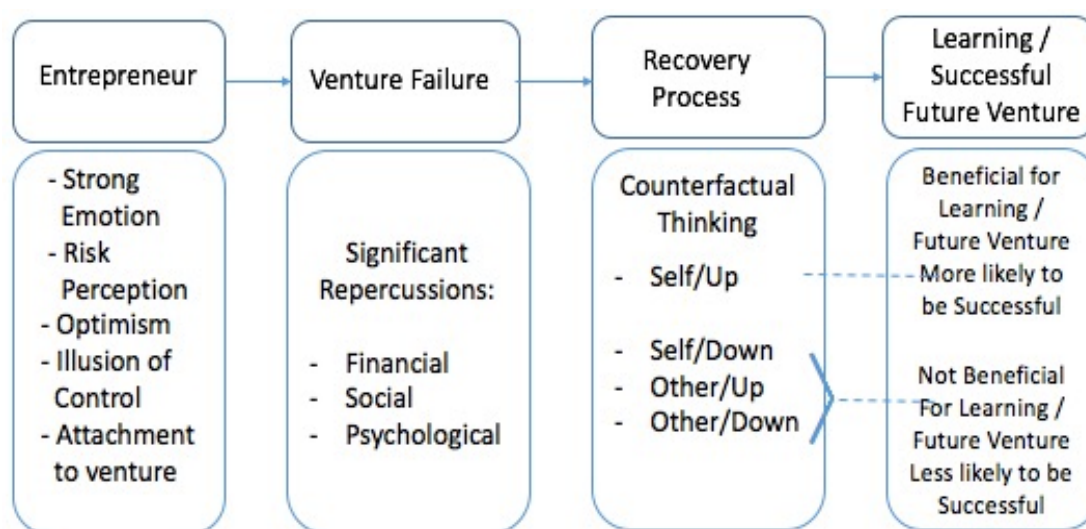 Entrepreneur
Venture Failure
Recovery
Process
Learning /
Successful
Future Venture
- Strong
Emotion
- Risk
Perception
- Optimism
- Illusion of
Control
- Attachment
to venture
Significant
Repercussions:
- Financial
- Social
- Psychological
Counterfactual
Thinking
- Self/Up
- Self/Down
- Other/Up
- Other/Down
Beneficial for
Learning /
Future Venture
More likely to
be Successful
Not Beneficial
For Learning /
Future Venture
Less likely to be
Successful